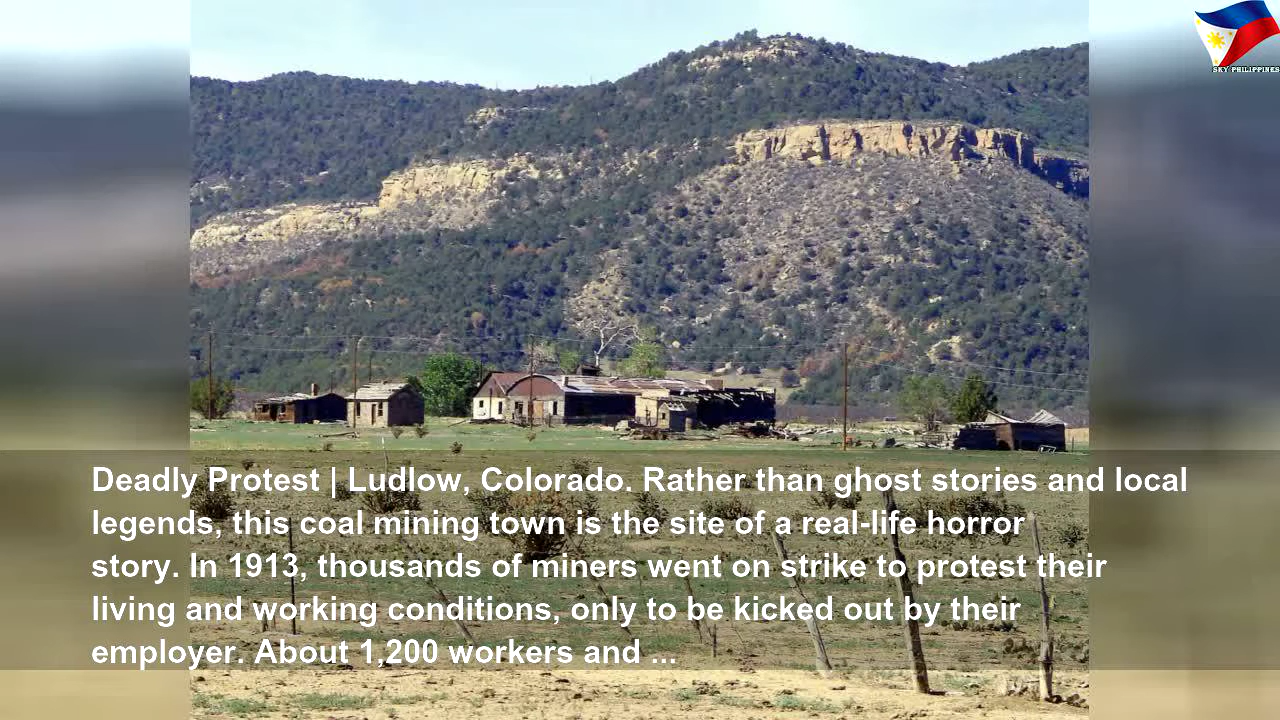 SKY PHILIPPINES
Deadly Protest | Ludlow, Colorado. Rather than ghost stories and local
legends, this coal mining town is the site of a real-life horror
story. In 1913, thousands of miners went on strike to protest their
living and working conditions, only to be kicked out by their
employer. About 1,200 workers and ...